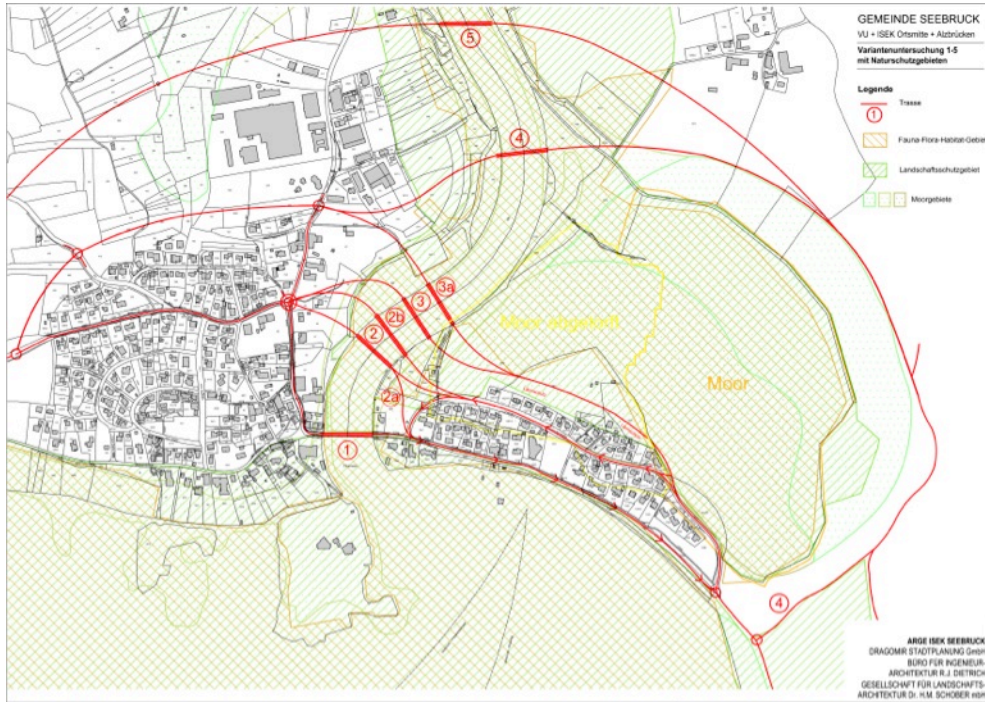 GEMEINDE SEEBRUCK
VU + ISEK Ortsmitte + Alzbrücken
Variantenuntersuchung 1-5
mit Naturschutzgebieten
Legende
Trasse
1
Fauna-Flora-Habitat-Gebiet
Landschaftsschutzgebiet
Moorgebiete
5
4
3a
3
2b
2
2a
1
Moor abgetorft
Moor
4
ARGE ISEK SEEBRUCK
DRAGOMIR STADTPLANUNG GmbH
BÜRO FÜR INGENIEUR-
ARCHITEKTUR R.J. DIETRICH
GESELLSCHAFT FÜR LANDSCHAFTS-
ARCHITEKTUR Dr. H.M. SCHOBER mbH